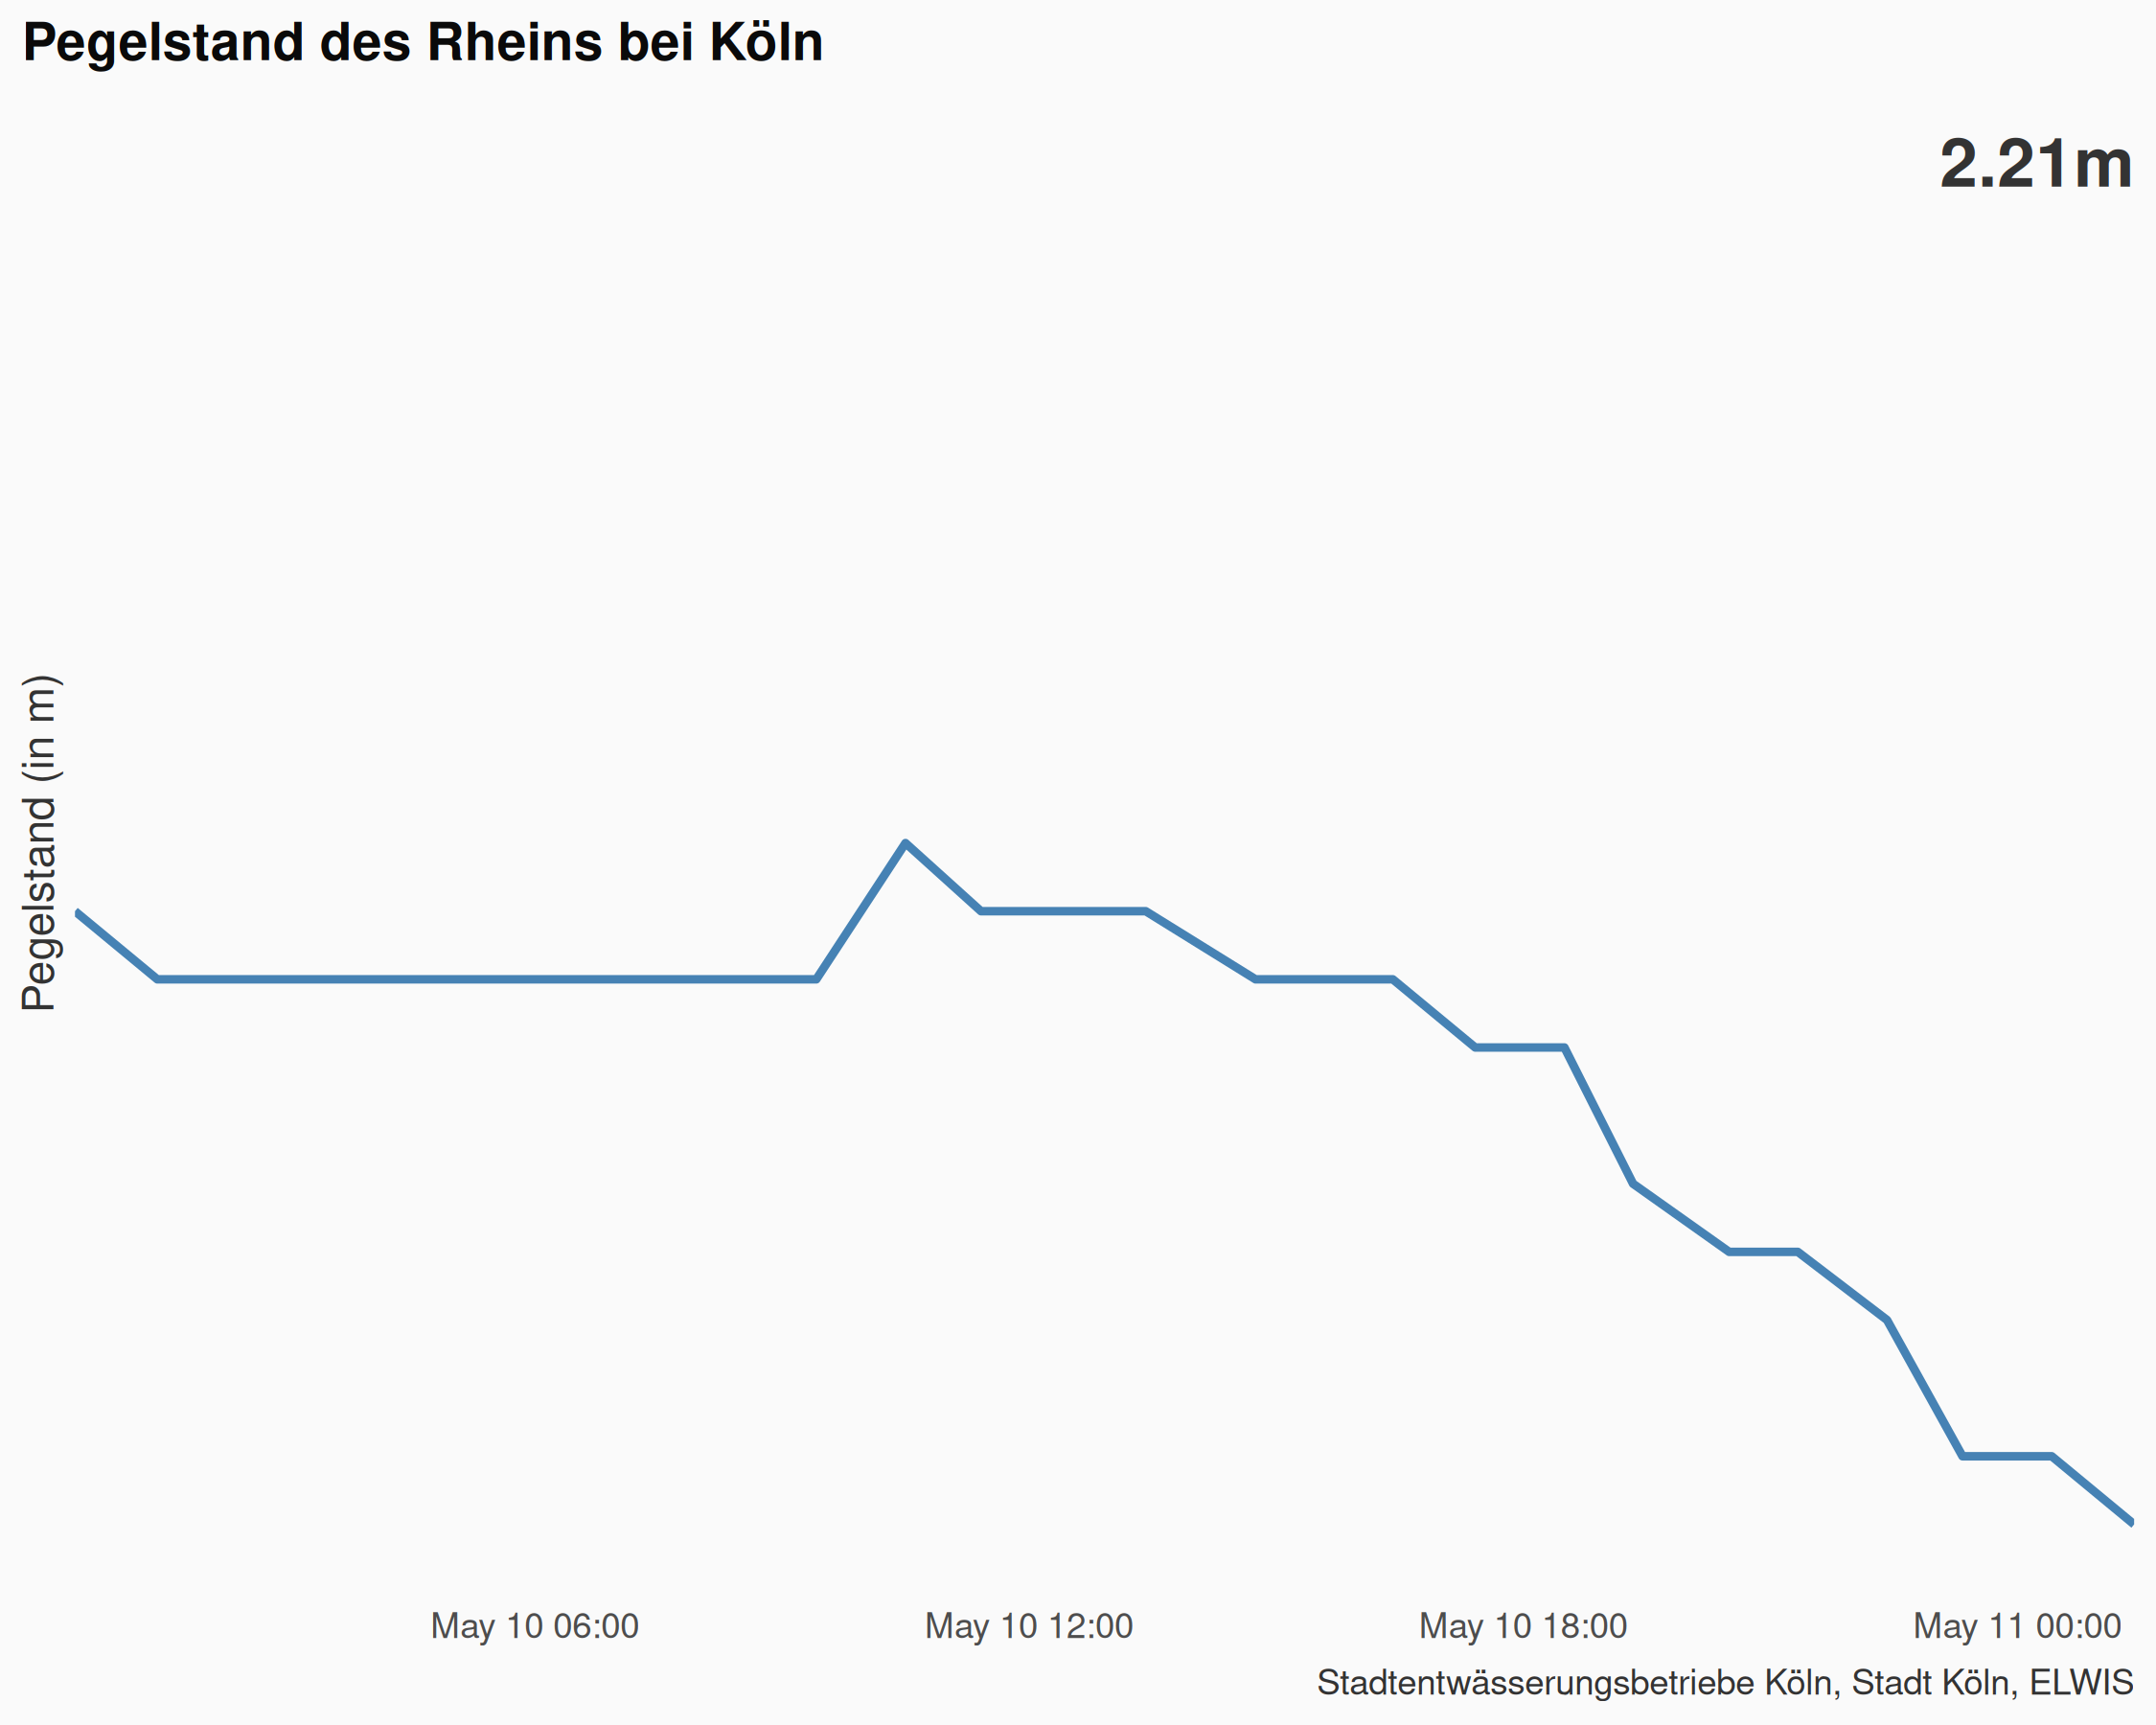 Pegelstand des Rheins bei Köln
2.21m
Pegelstand (in m)
May 10 06:00 May 10 12:00 May 10 18:00 May 11 00:00
Stadtentwässerungsbetriebe Köln, Stadt Köln, ELWIS